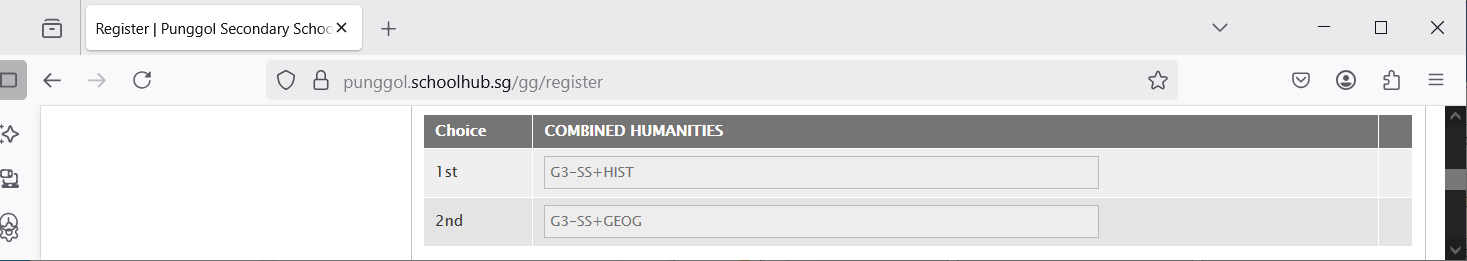 Register | Punggol Secondary Schoo
punggol.schoolhub.sg/gg/register
Choice COMBINED HUMANITIES
1st G3-SS+HIST
2nd G3-SS+GEOG